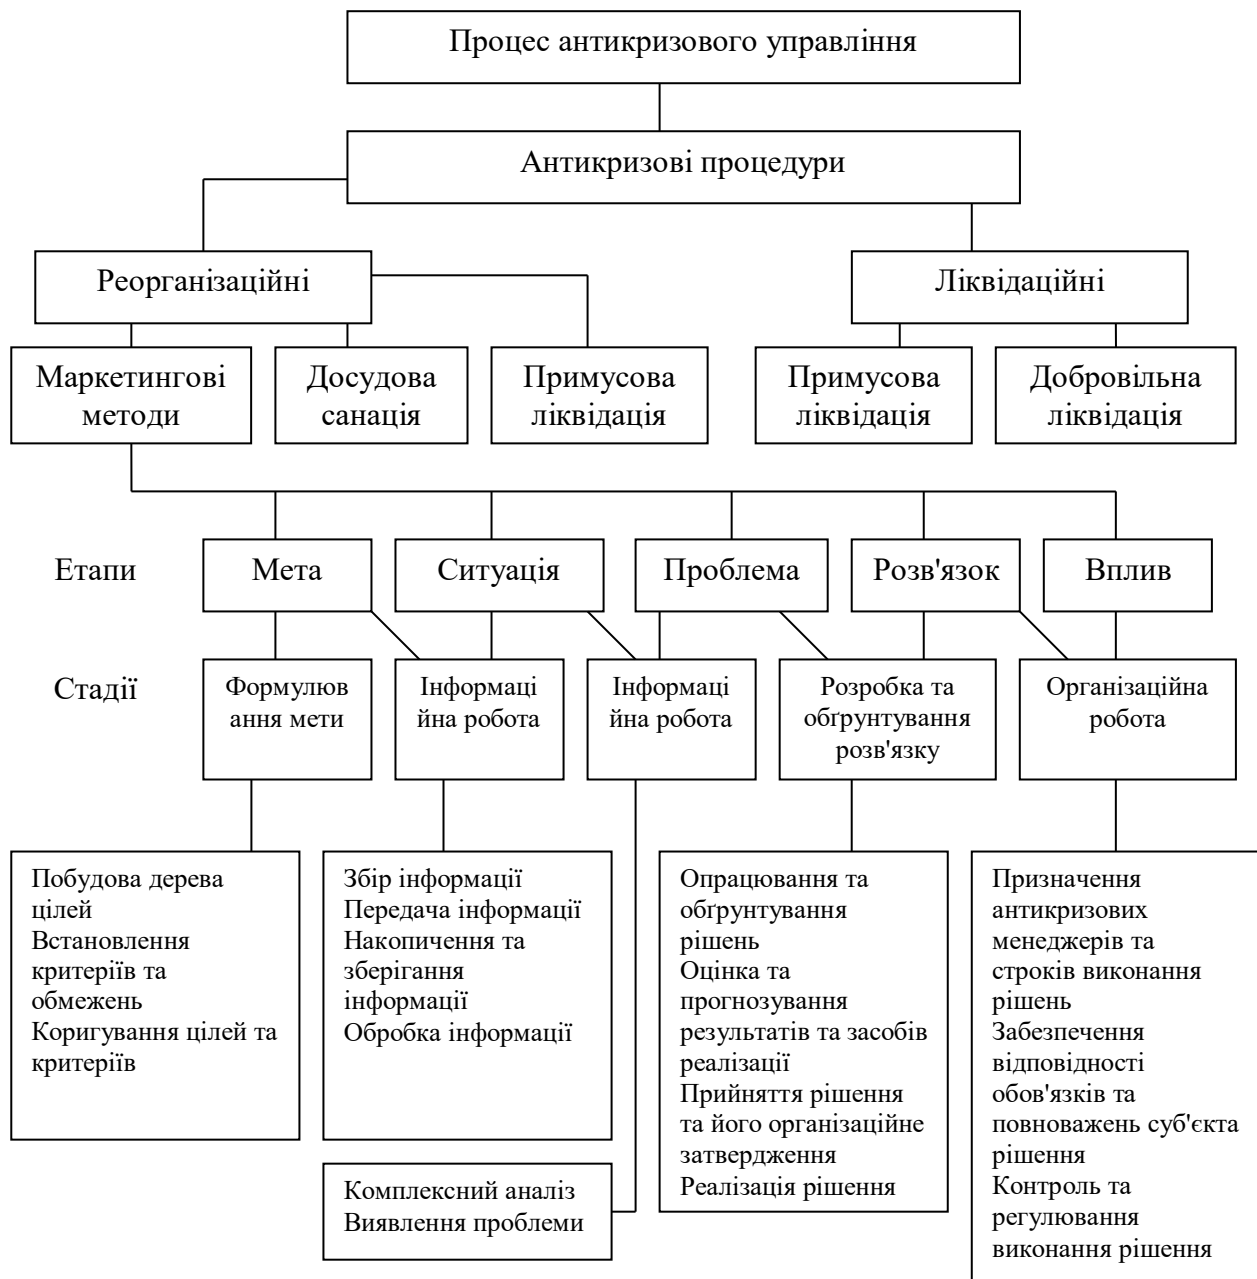 Процес антикризового управління
Антикризові процедури
Реорганізаційні
Ліквідаційні
Маркетингові
методи
Досудова
санація
Примусова
ліквідація
Примусова
ліквідація
Добровільна
ліквідація
Етапи
Мета
Ситуація
Проблема
Розв'язок
Вплив
Стадії
Формулюв
ання мети
Інформаці
йна робота
Інформаці
йна робота
Розробка та
обґрунтування
розв'язку
Організаційна
робота
Побудова дерева
цілей
Встановлення
критеріїв та
обмежень
Коригування цілей та
критеріїв
Збір інформації
Передача інформації
Накопичення та
зберігання
інформації
Обробка інформації
Комплексний аналіз
Виявлення проблеми
Опрацювання та
обґрунтування
рішень
Оцінка та
прогнозування
результатів та засобів
реалізації
Прийняття рішення
та його організаційне
затвердження
Реалізація рішення
Призначення
антикризових
менеджерів та
строків виконання
рішень
Забезпечення
відповідності
обов'язків та
повноважень суб'єкта
рішення
Контроль та
регулювання
виконання рішення